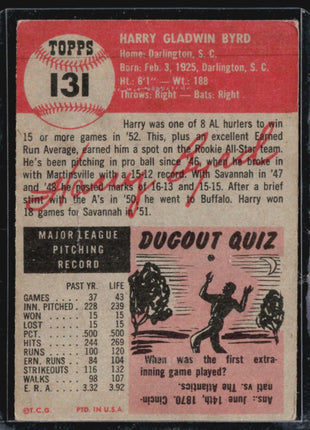 TOPPS
131
HARRY GLADWIN BYRD
Home: Darlington, S. C.
Born: Feb. 3, 1925, Darlington, S. C.
Ht.: 6'1" — Wt.: 188
Throws: Right — Bats: Right
Harry was one of 8 AL hurlers to win
15 or more games in '52. This, plus an excellent Earned
Run Average, earned him a spot on the Rookie All-Star team.
He's been pitching in pro ball since '46, when he broke in
with Martinsville with a 15-12 record. With Savannah in '47
and '48 he posted marks of 16-13 and 15-15. After a brief
stint with the A's in '50 he went to Buffalo. Harry won
18 games for Savannah in '51.
Harry Byrd
MAJOR LEAGUE
PITCHING
RECORD
PAST YR. LIFE
GAMES 37 43
INN. PITCHED 228 239
WON 15 15
LOST 15 15
PCT. .500 .500
HITS 244 269
RUNS 100 120
ERN. RUNS 84 104
STRIKEOUTS 116 132
WALKS 98 107
E. R. A. 3.32 3.92
©T.C.G. PTD. IN U.S.A.
DUGOUT QUIZ
When was the first extra-
inning game played?
Ans.: June 14th, 1870. Cincin-
nati vs. The Atlantics.